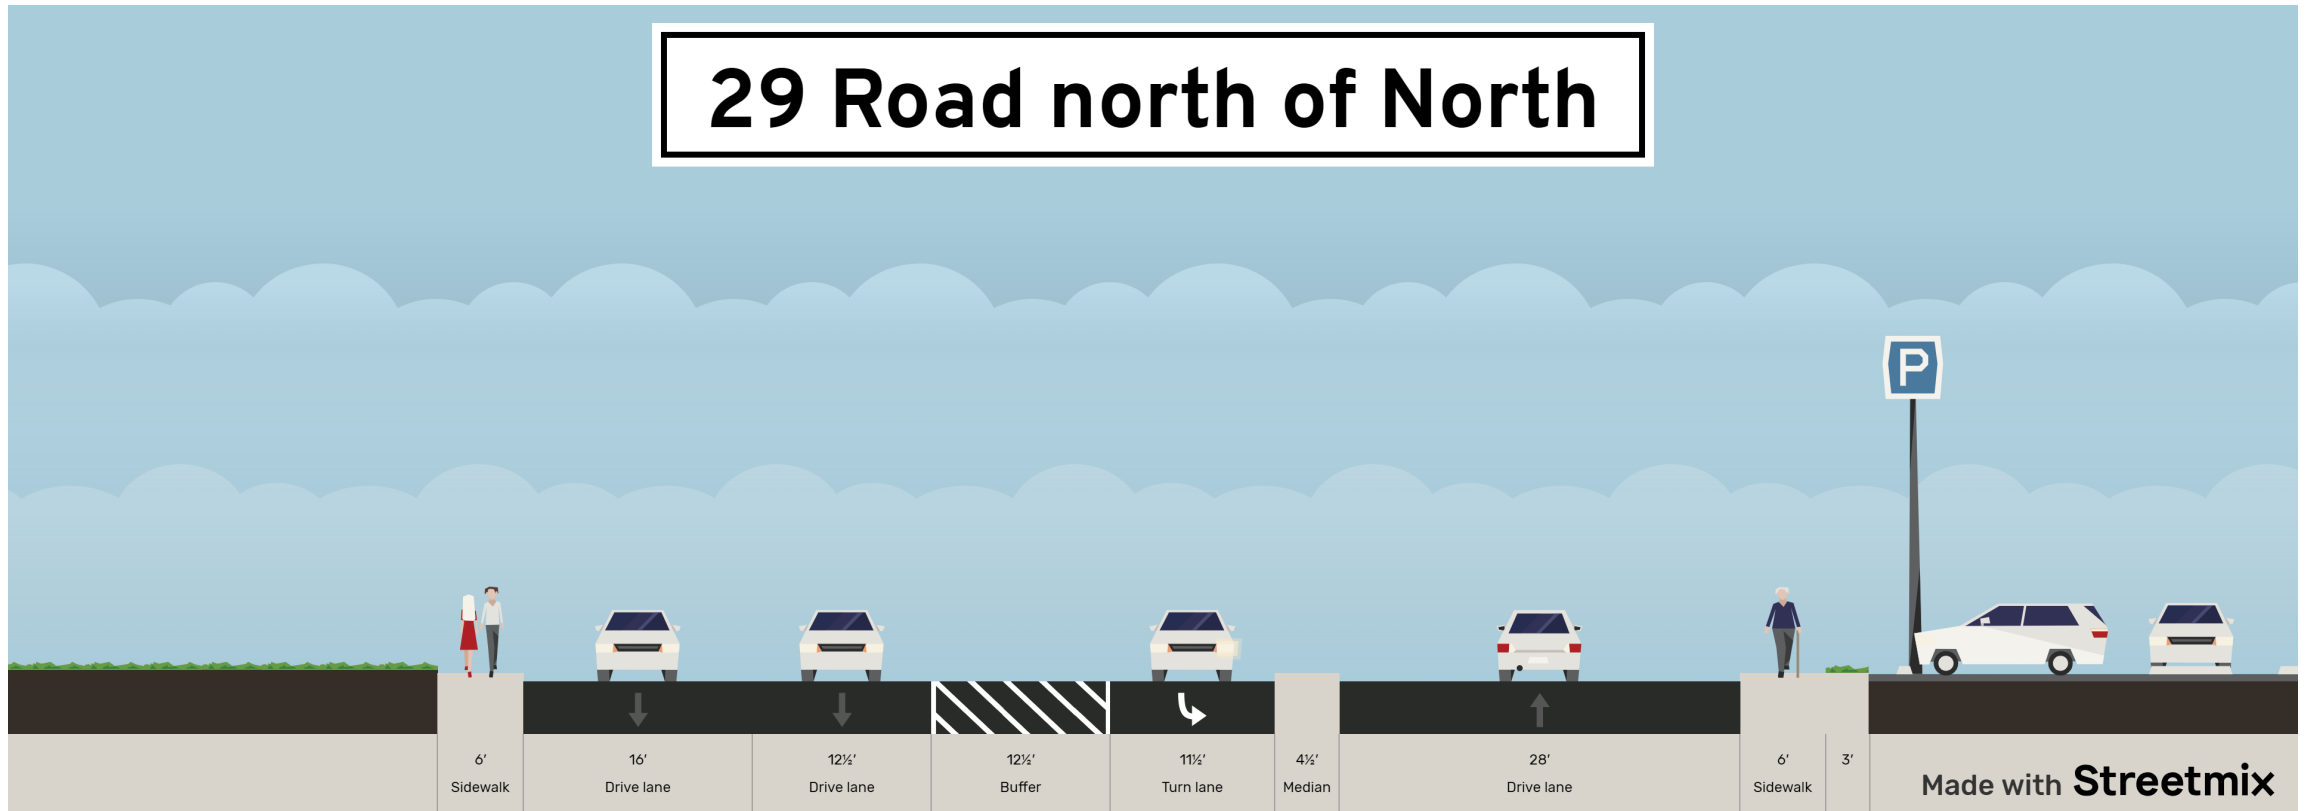 29 Road north of North
P
6′ 16′ 12½′ 12½′ 11½′ 4½′ 28′ 6′ 3′
Sidewalk Drive lane Drive lane Buffer Turn lane Median Drive lane Sidewalk
Made with Streetmix